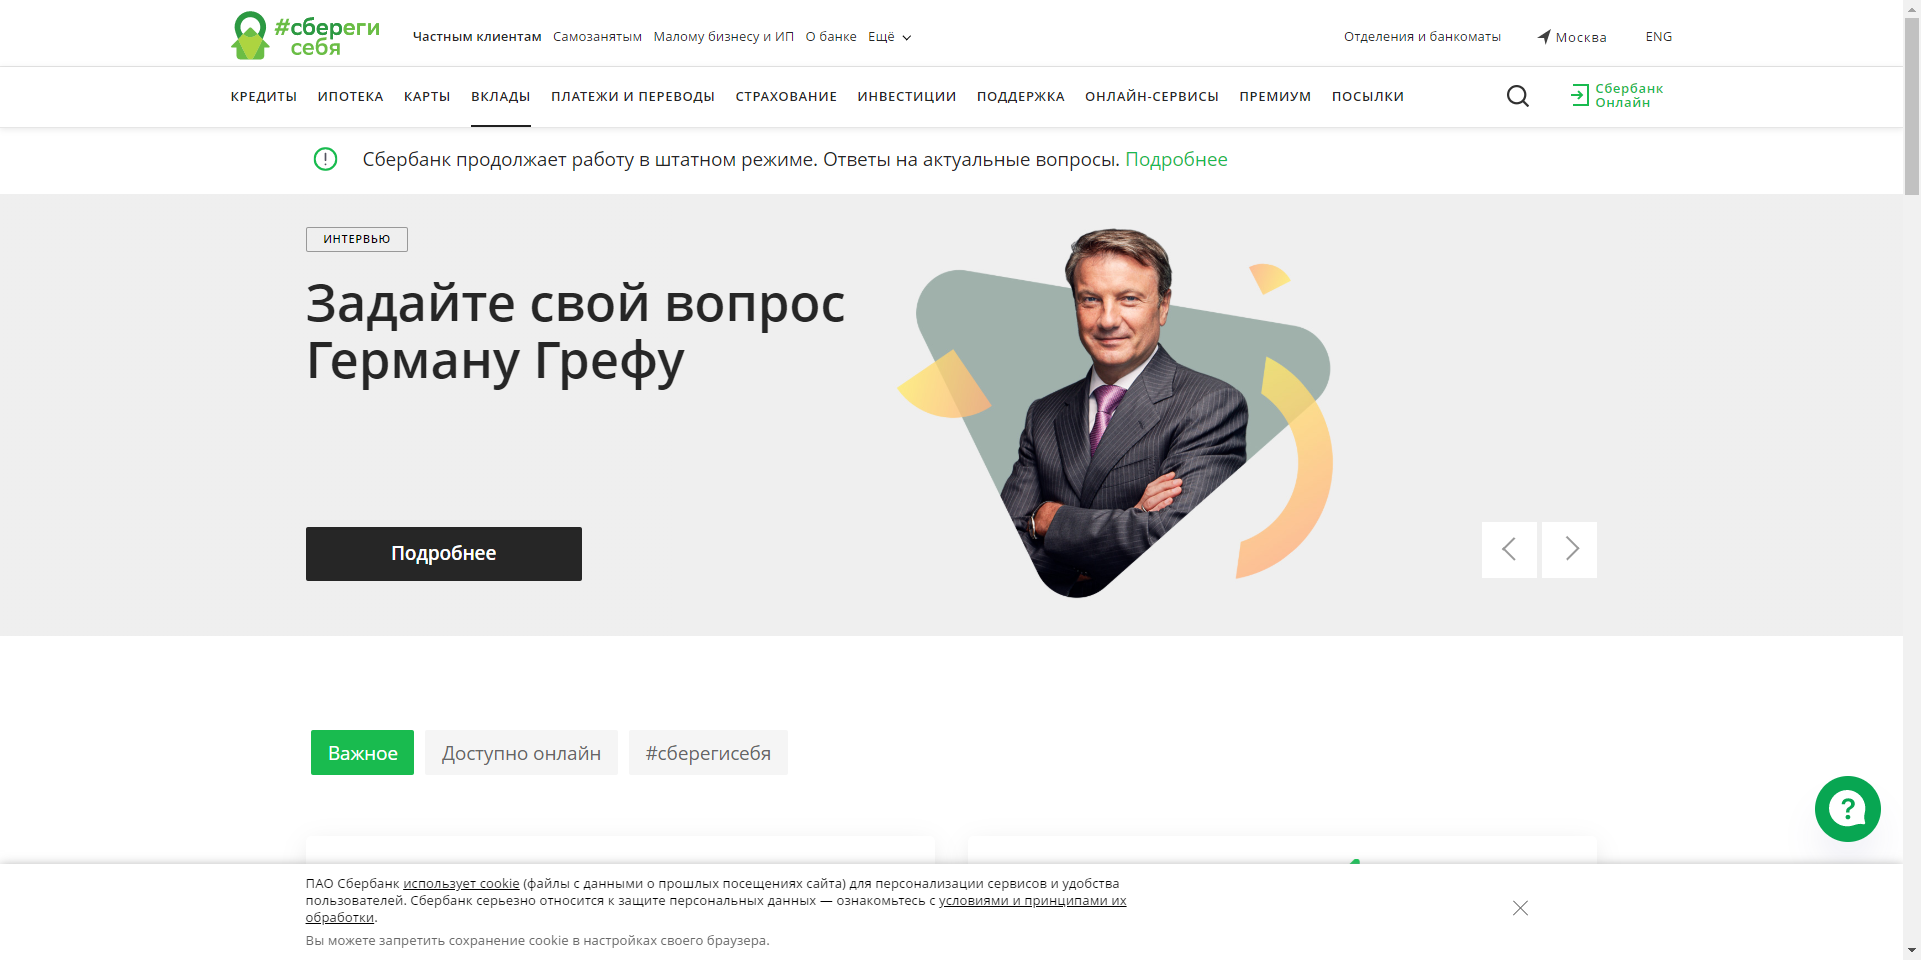 #сбереги
себя
Частным клиентам Самозанятым Малому бизнесу и ИП О банке Ещё
Отделения и банкоматы Москва ENG
КРЕДИТЫ ИПОТЕКА КАРТЫ ВКЛАДЫ ПЛАТЕЖИ И ПЕРЕВОДЫ СТРАХОВАНИЕ ИНВЕСТИЦИИ ПОДДЕРЖКА ОНЛАЙН-СЕРВИСЫ ПРЕМИУМ ПОСЫЛКИ
Сбербанк
Онлайн
Сбербанк продолжает работу в штатном режиме. Ответы на актуальные вопросы. Подробнее
ИНТЕРВЬЮ
Задайте свой вопрос
Герману Грефу
Подробнее
Важное Доступно онлайн #сберегисебя
ПАО Сбербанк использует cookie (файлы с данными о прошлых посещениях сайта) для персонализации сервисов и удобства
пользователей. Сбербанк серьезно относится к защите персональных данных — ознакомьтесь с условиями и принципами их
обработки.
Вы можете запретить сохранение cookie в настройках своего браузера.